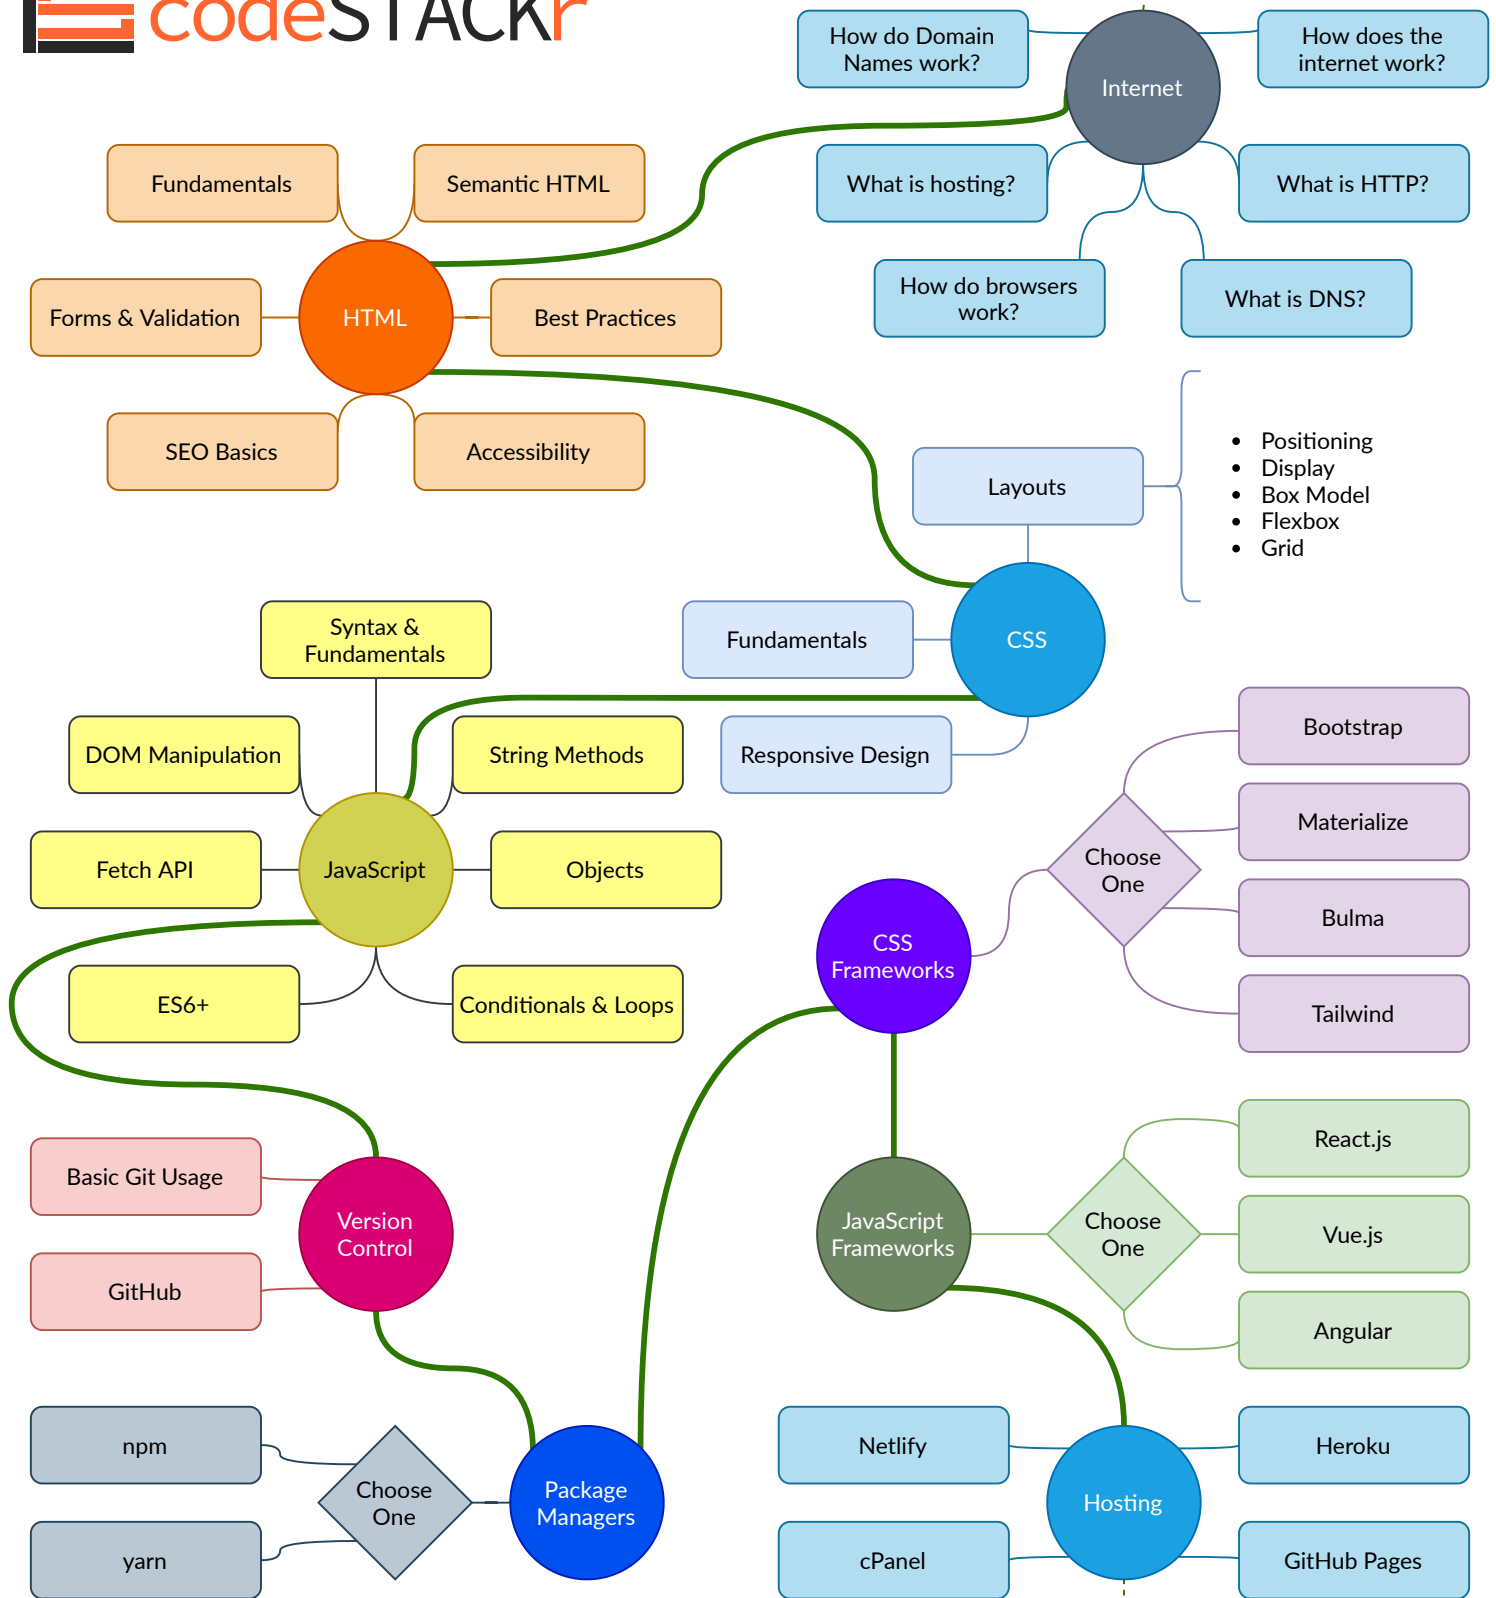 codeSTACKr
How do Domain
Names work?
Internet
How does the
internet work?
What is hosting?
What is HTTP?
How do browsers
work?
What is DNS?
Fundamentals
Semantic HTML
Forms & Validation
HTML
Best Practices
SEO Basics
Accessibility
Layouts
• Positioning
• Display
• Box Model
• Flexbox
• Grid
Fundamentals
CSS
Responsive Design
Syntax &
Fundamentals
DOM Manipulation
String Methods
Fetch API
JavaScript
Objects
ES6+
Conditionals & Loops
Bootstrap
Materialize
Choose
One
Bulma
Tailwind
CSS
Frameworks
Basic Git Usage
Version
Control
GitHub
JavaScript
Frameworks
Choose
One
React.js
Vue.js
Angular
npm
Choose
One
Package
Managers
yarn
Netlify
Heroku
Hosting
cPanel
GitHub Pages